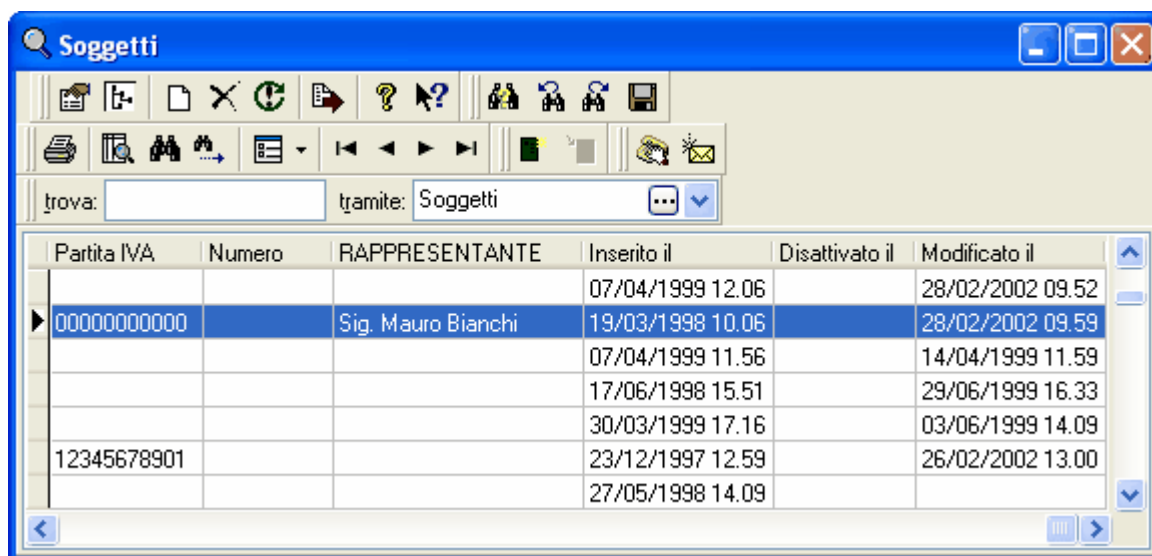 Soggetti
trova: tramite: Soggetti
Partita IVA Numero RAPPRESENTANTE Inserito il Disattivato il Modificato il
07/04/1999 12.06 28/02/2002 09.52
00000000000 Sig. Mauro Bianchi 19/03/1998 10.06 28/02/2002 09.59
07/04/1999 11.56 14/04/1999 11.59
17/06/1998 15.51 29/06/1999 16.33
30/03/1999 17.16 03/06/1999 14.09
12345678901 23/12/1997 12.59 26/02/2002 13.00
27/05/1998 14.09